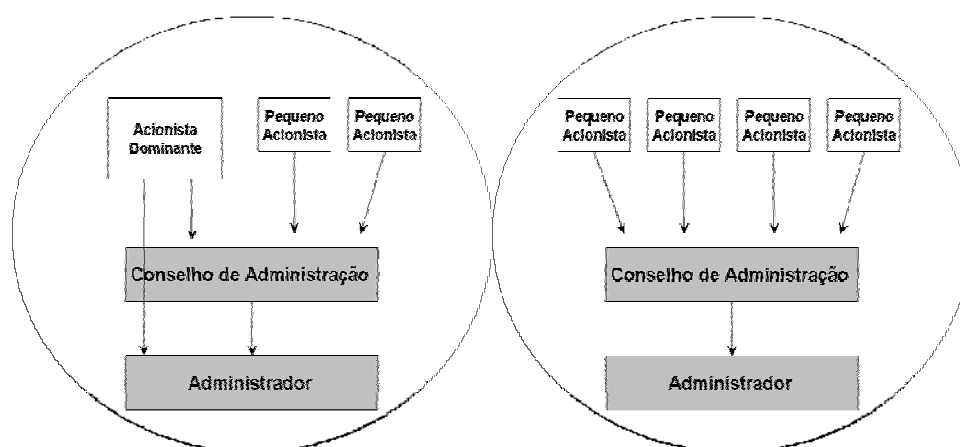 Acionista
Dominante
Pequeno
Acionista
Pequeno
Acionista
Conselho de Administração
Administrador
Pequeno
Acionista
Pequeno
Acionista
Pequeno
Acionista
Pequeno
Acionista
Conselho de Administração
Administrador